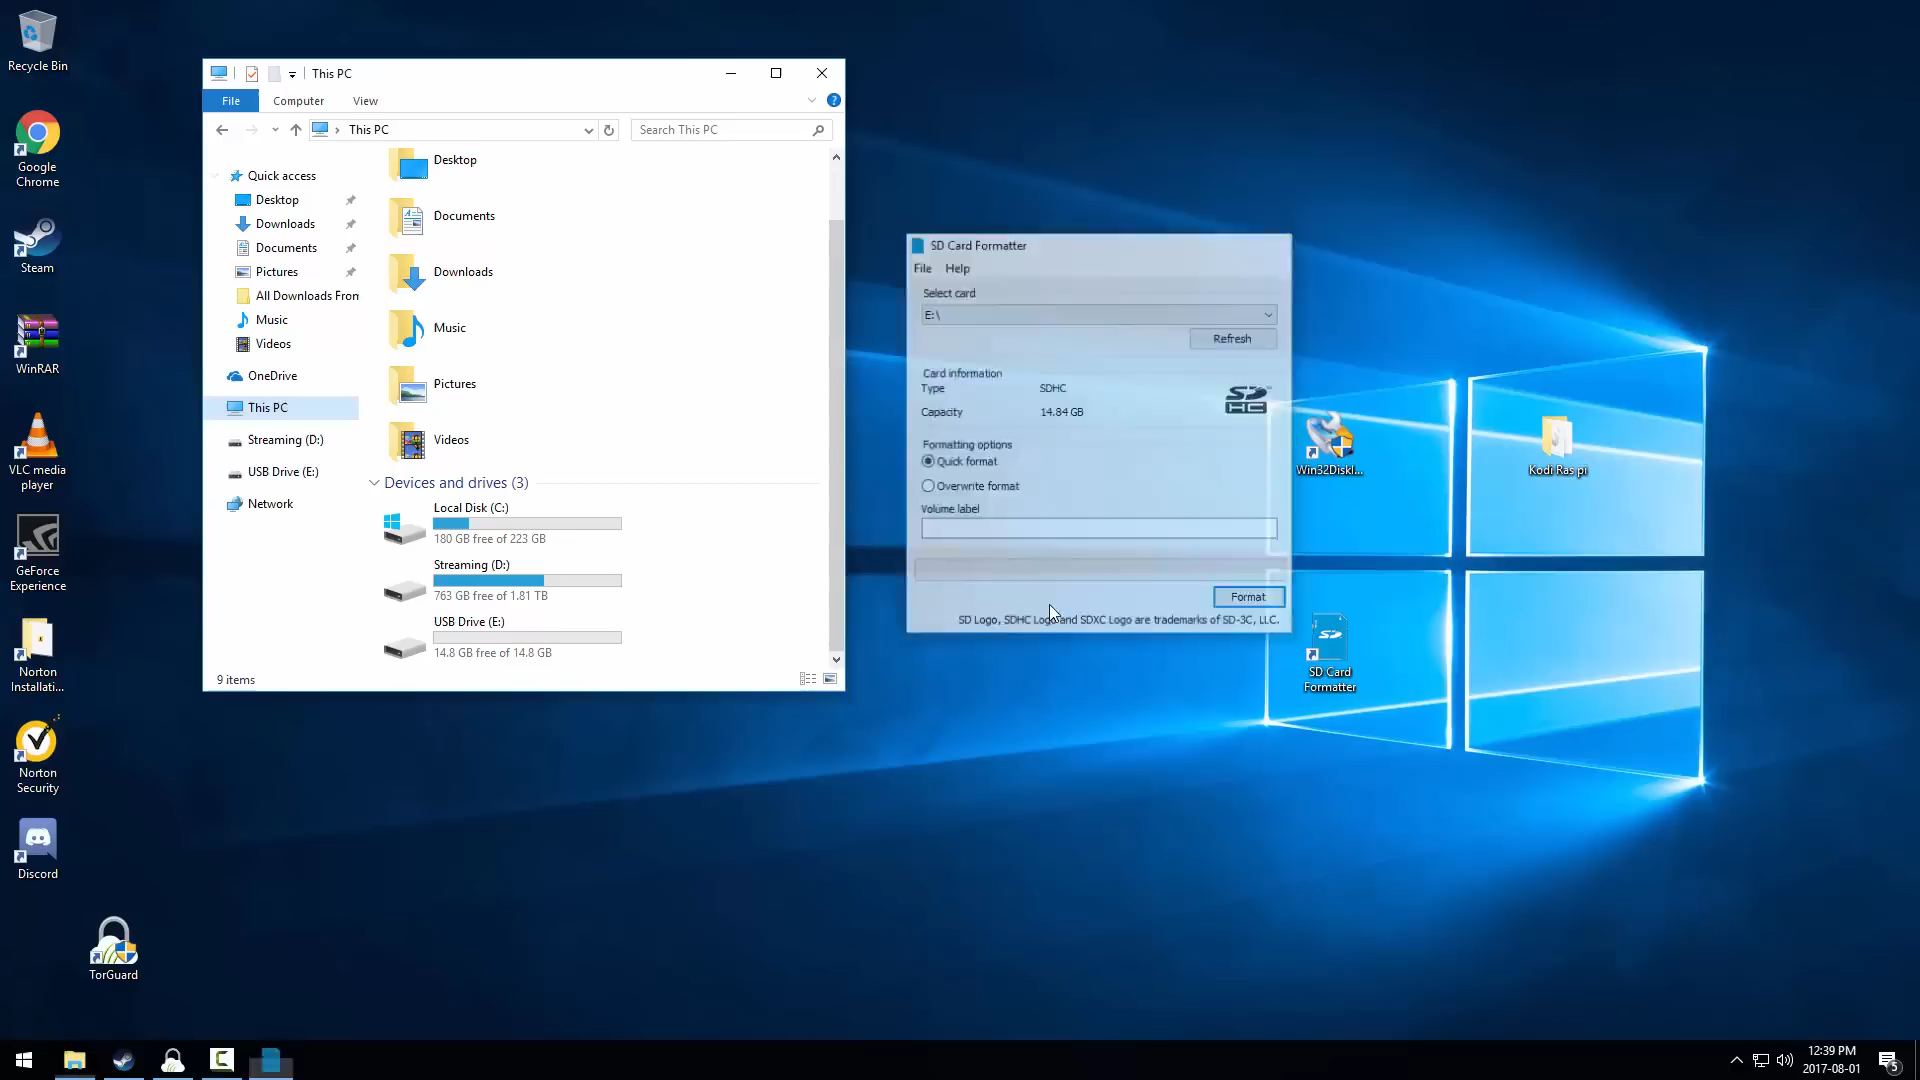 Recycle Bin
Google
Chrome
Steam
WinRAR
VLC media
player
GeForce
Experience
Norton
Installati...
Norton
Security
Discord
TorGuard
This PC
File Computer View
This PC
Search This PC
Quick access
Desktop
Downloads
Documents
Pictures
All Downloads Fron
Music
Videos
OneDrive
This PC
Streaming (D:)
USB Drive (E:)
Network
Desktop
Documents
Downloads
Music
Pictures
Videos
Devices and drives (3)
Local Disk (C:)
180 GB free of 223 GB
Streaming (D:)
763 GB free of 1.81 TB
USB Drive (E:)
14.8 GB free of 14.8 GB
9 items
SD Card Formatter
File Help
Select card
E:\
Refresh
Card information
Type SDHC
Capacity 14.84 GB
SD
HC
Formatting options
Quick format
Overwrite format
Volume label
Format
SD Logo, SDHC Logo and SDXC Logo are trademarks of SD-3C, LLC.
Win32DiskI...
Kodi Ras pi
SD
SD Card
Formatter
12:39 PM
2017-08-01
5